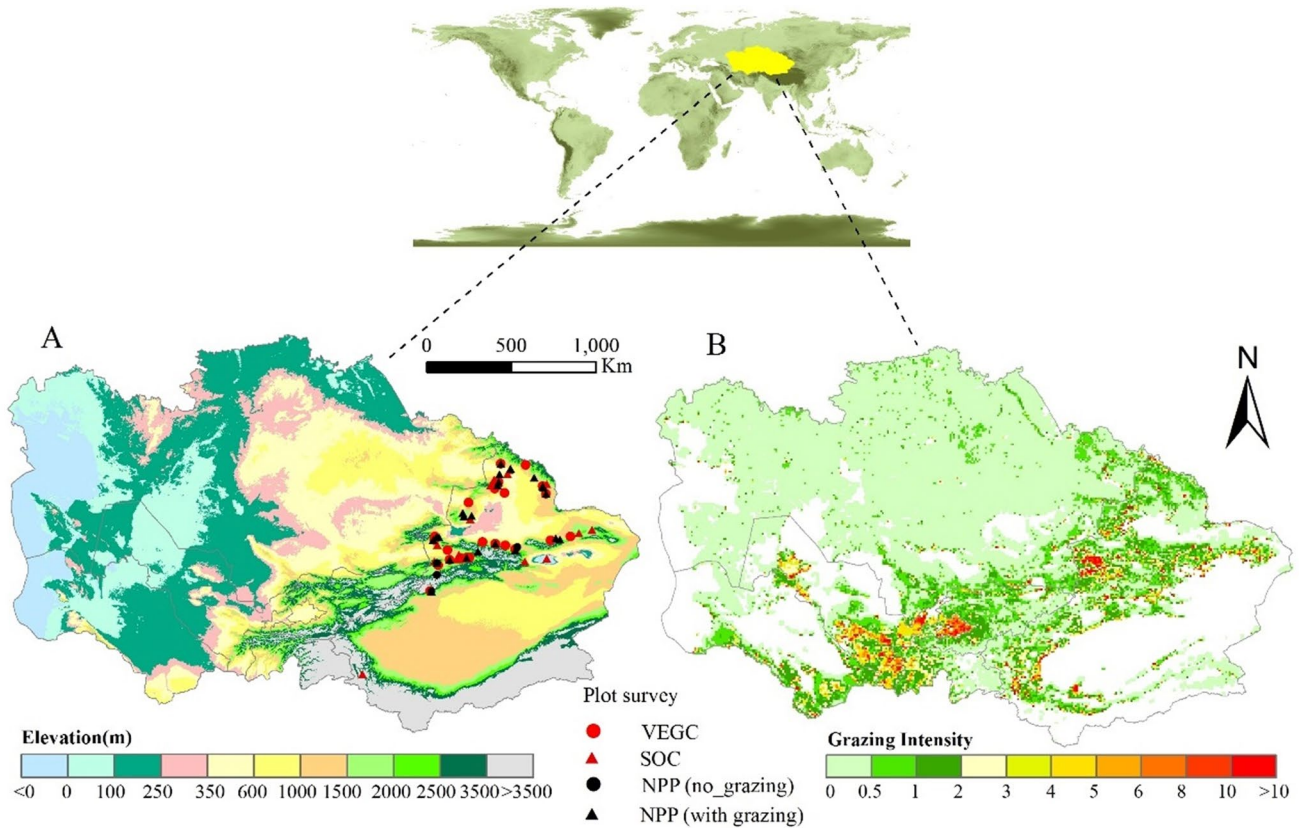 A
0 500 1,000
Km
B
N
Plot survey
VEGC
SOC
NPP (no_grazing)
NPP (with grazing)
Elevation(m)
<0 0 100 250 350 600 1000 1500 2000 2500 3500 >3500
Grazing Intensity
0 0.5 1 2 3 4 5 6 8 10 >10